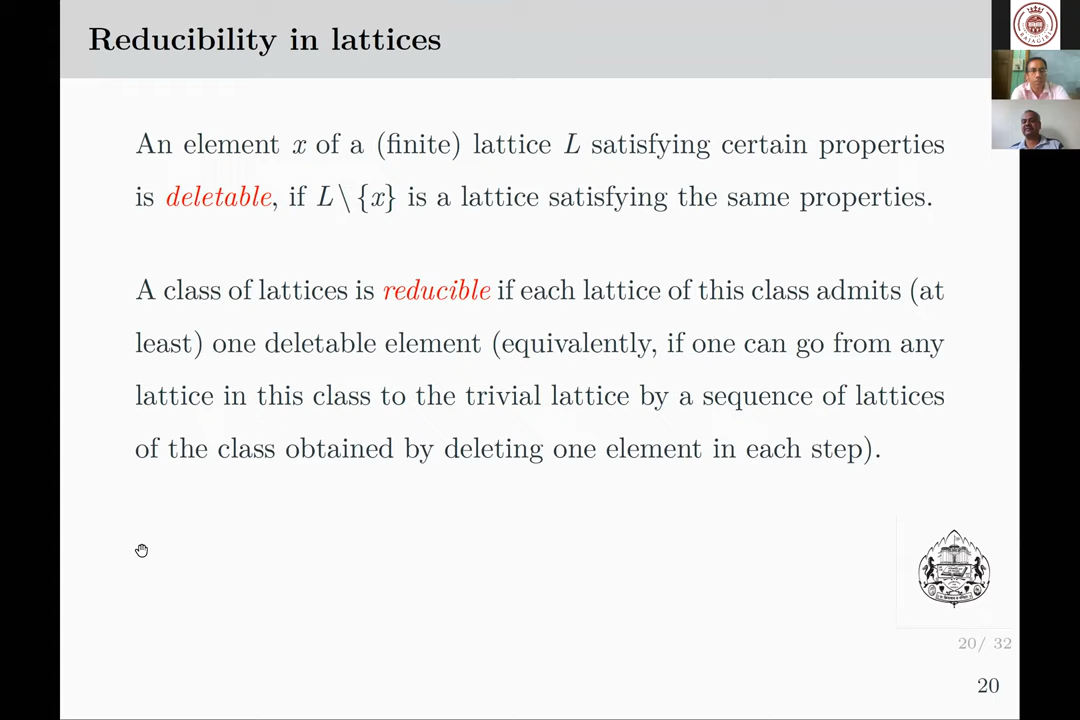 Reducibility in lattices
An element x of a (finite) lattice L satisfying certain properties
is deletable, if L \ {x} is a lattice satisfying the same properties.
A class of lattices is reducible if each lattice of this class admits (at
least) one deletable element (equivalently, if one can go from any
lattice in this class to the trivial lattice by a sequence of lattices
of the class obtained by deleting one element in each step).
20/ 32
20
RAJAGIRI